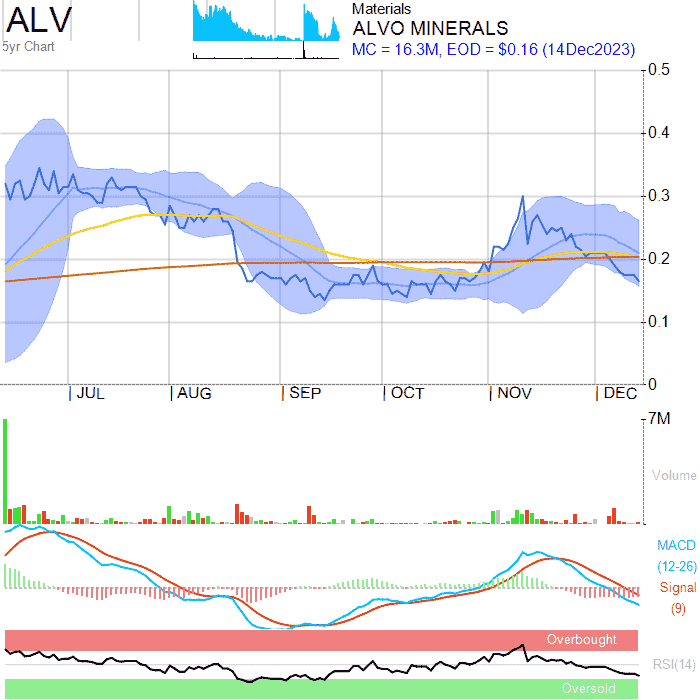 ALV
5yr Chart
Materials
ALVO MINERALS
MC = 16.3M, EOD = $0.16 (14Dec2023)
0.5
0.4
0.3
0.2
0.1
0
JUL AUG SEP OCT NOV DEC
7M
Volume
MACD
(12-26)
Signal
(9)
Overbought
RSI(14)
Oversold